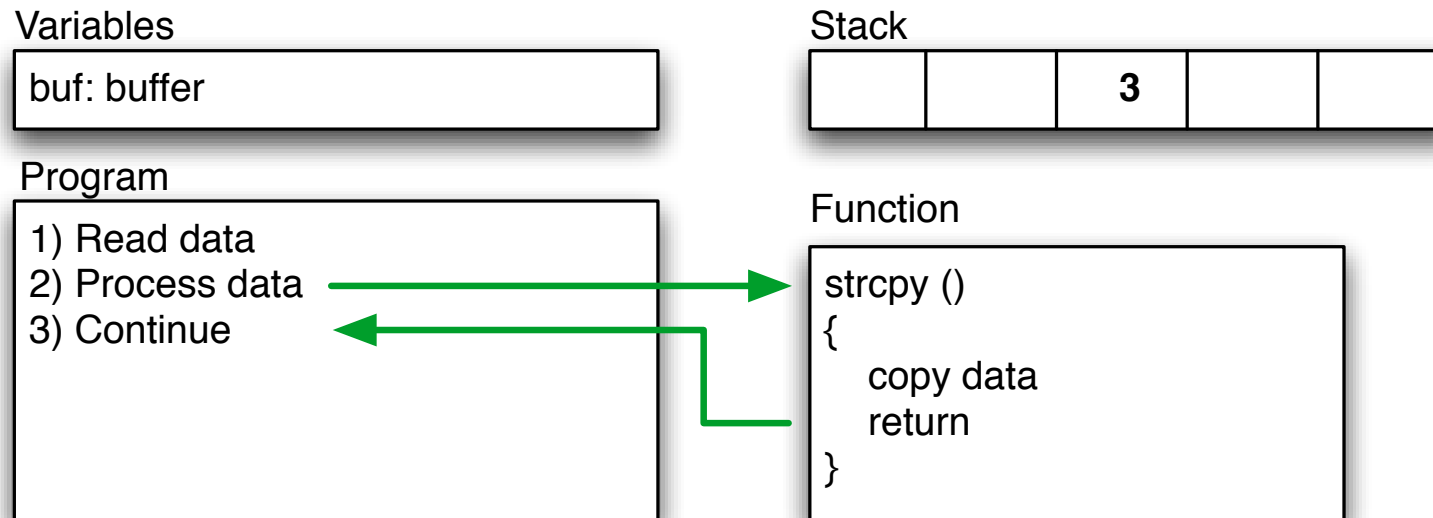 Variables
buf: buffer
Stack
3
Program
1) Read data
2) Process data
3) Continue
Function
strcpy ()
{
copy data
return
}